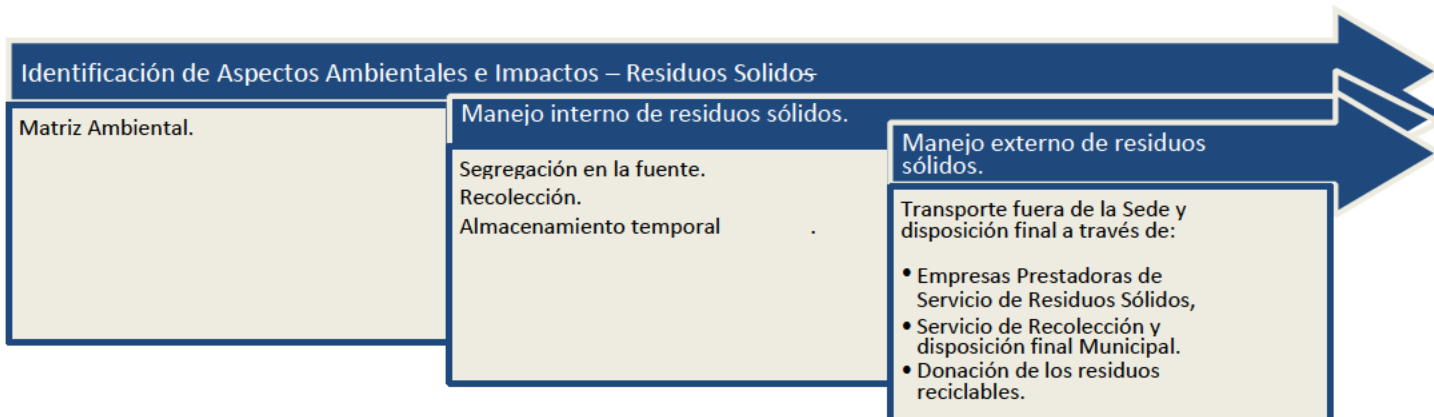 Identificación de Aspectos Ambientales e Impactos – Residuos Solidos
Matriz Ambiental.
Manejo interno de residuos sólidos.
Segregación en la fuente.
Recolección.
Almacenamiento temporal .
Manejo externo de residuos
sólidos.
Transporte fuera de la Sede y
disposición final a través de:
• Empresas Prestadoras de
Servicio de Residuos Sólidos,
• Servicio de Recolección y
disposición final Municipal.
• Donación de los residuos
reciclables.